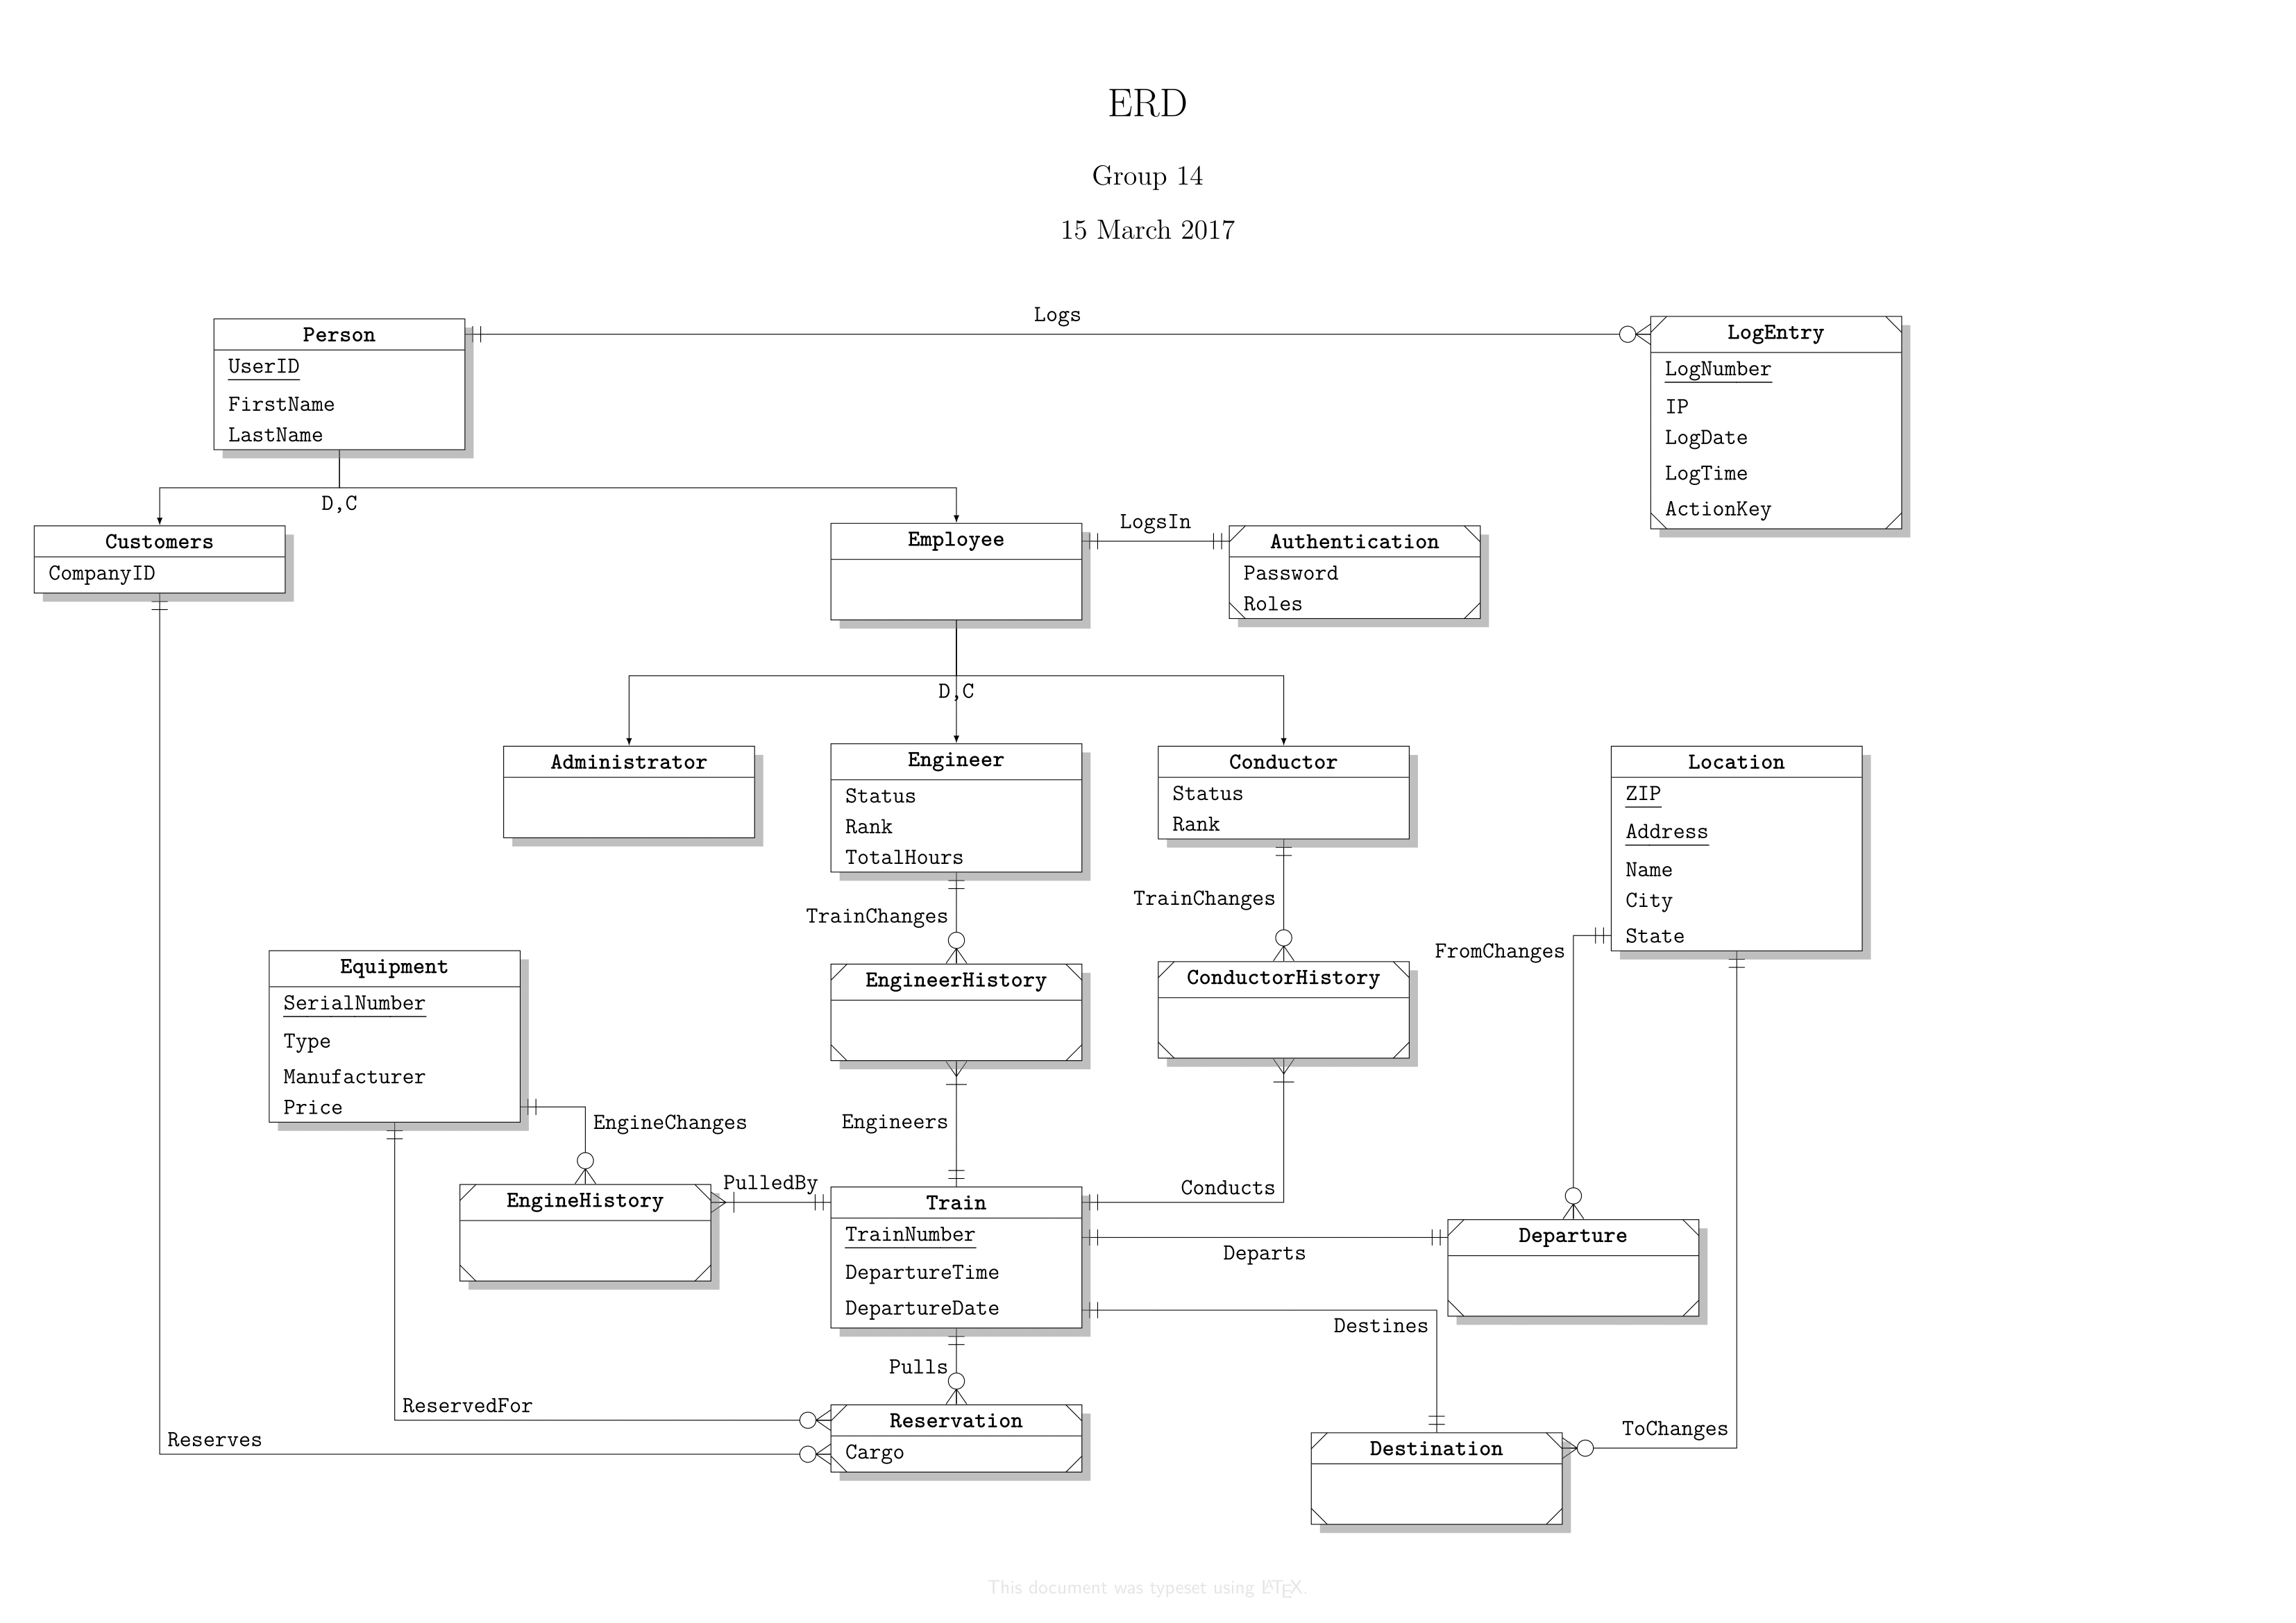 ERD
Group 14
15 March 2017
Logs
Person
UserID
FirstName
LastName
LogEntry
LogNumber
IP
LogDate
LogTime
ActionKey
D,C
Customers
CompanyID
Employee
LogsIn
Authentication
Password
Roles
D,C
Administrator
Engineer
Status
Rank
TotalHours
Conductor
Status
Rank
Location
ZIP
Address
Name
City
State
TrainChanges
TrainChanges
FromChanges
Equipment
SerialNumber
Type
Manufacturer
Price
EngineerHistory
ConductorHistory
EngineChanges
Engineers
PulledBy
Conducts
EngineHistory
Train
TrainNumber
DepartureTime
DepartureDate
Departs
Departure
Destines
Pulls
ReservedFor
Reserves
Reservation
Cargo
ToChanges
Destination
This document was typeset using LATEX.